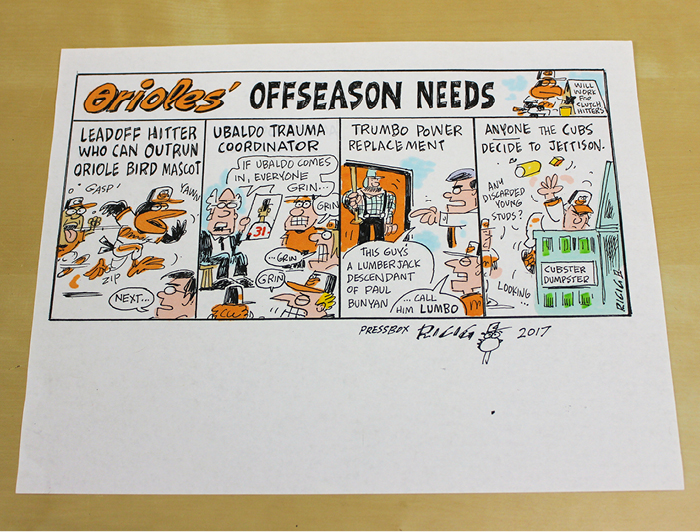 Orioles' OFFSEASON NEEDS
WILL
WORK
FOR
CLUTCH
HITTERS
LEADOFF HITTER
WHO CAN OUTRUN
ORIOLE BIRD MASCOT
GASP
YAWN
ZIP
NEXT...
UBALDO TRAUMA
COORDINATOR
IF UBALDO COMES
IN, EVERYONE
GRIN...
31
GRIN
...GRIN
GRIN
TRUMBO POWER
REPLACEMENT
THIS GUY'S
A LUMBERJACK
DESCENDANT
OF PAUL
BUNYAN
...CALL
HIM LUMBO
ANYONE THE CUBS
DECIDE TO JETTISON.
ANY
DISCARDED
YOUNG
STUDS?
LOOKING
...
CUBSTER
DUMPSTER
RICIG II
PRESSBOX RICIG 2017